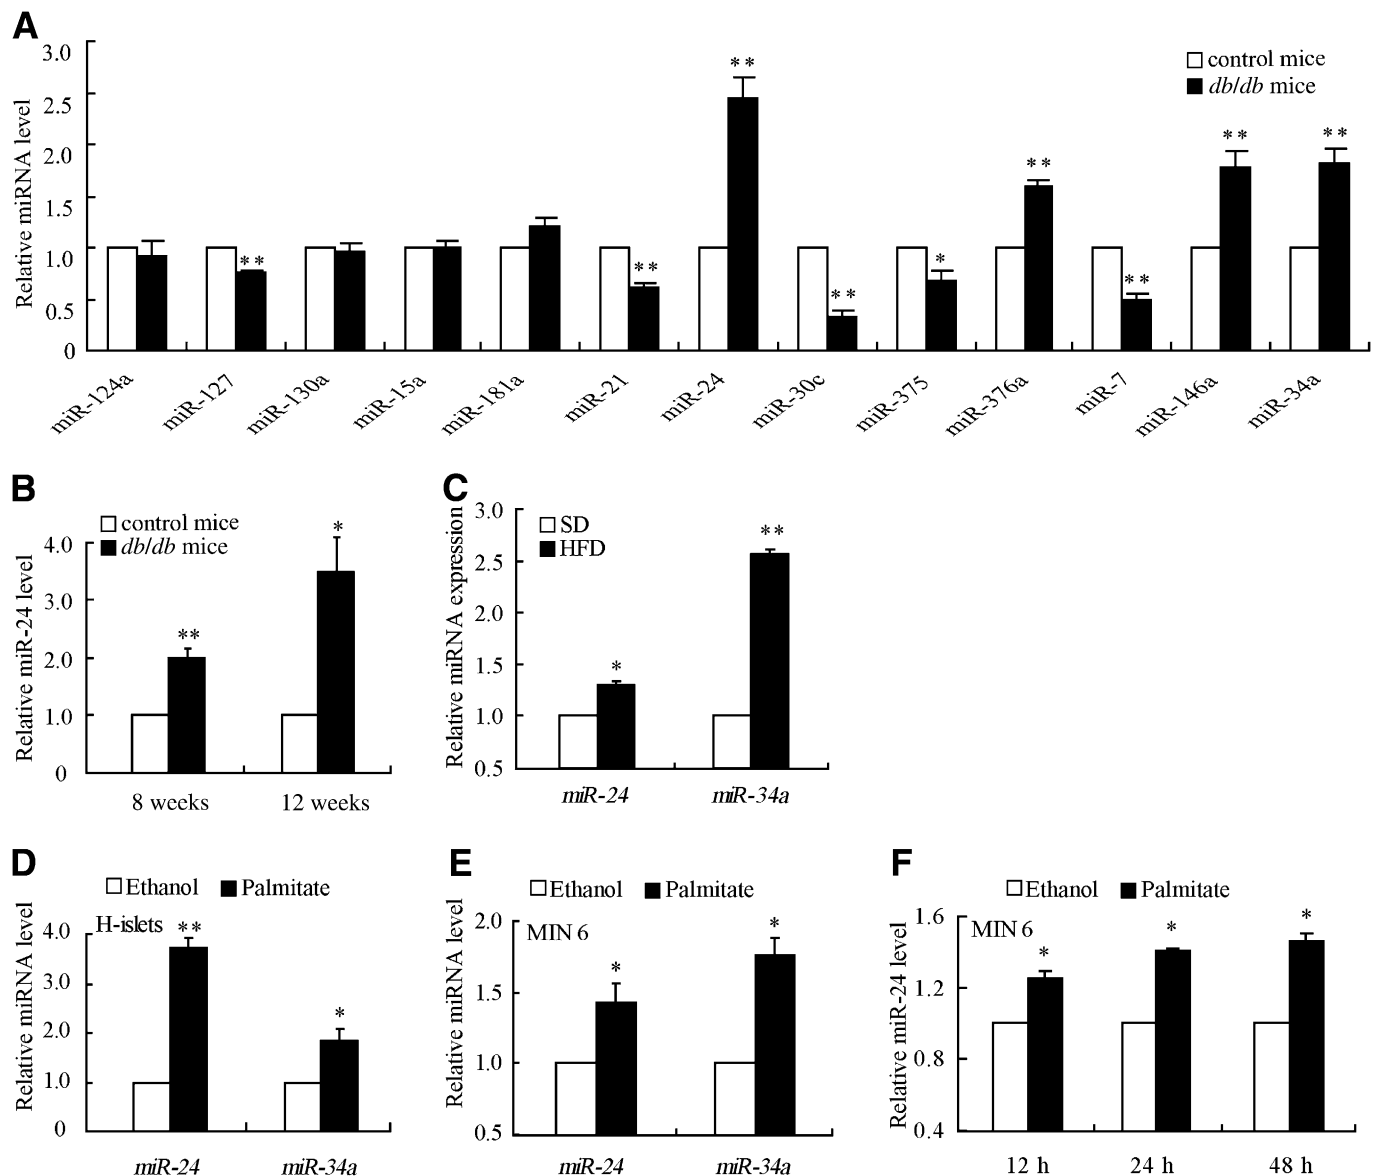 A
Relative miRNA level
3.0
2.5
2.0
1.5
1.0
0.5
0
control mice
db/db mice
**
**
**
**
*
**
**
**
**
miR-124a
miR-127
miR-130a
miR-15a
miR-181a
miR-21
miR-24
miR-30c
miR-375
miR-376a
miR-7
miR-146a
miR-34a
B
Relative miR-24 level
control mice
db/db mice
4.0
3.0
2.0
1.0
0
**
*
8 weeks
12 weeks
C
Relative miRNA expression
3.0
2.5
2.0
1.5
1.0
0.5
SD
HFD
*
**
miR-24
miR-34a
D
Ethanol
Palmitate
H-islets
Relative miRNA level
4.0
3.0
2.0
1.0
0
**
*
miR-24
miR-34a
E
Ethanol
Palmitate
MIN 6
Relative miRNA level
2.0
1.5
1.0
0.5
*
*
miR-24
miR-34a
F
Ethanol
Palmitate
MIN 6
Relative miR-24 level
1.6
1.2
0.8
0.4
*
*
*
12 h
24 h
48 h